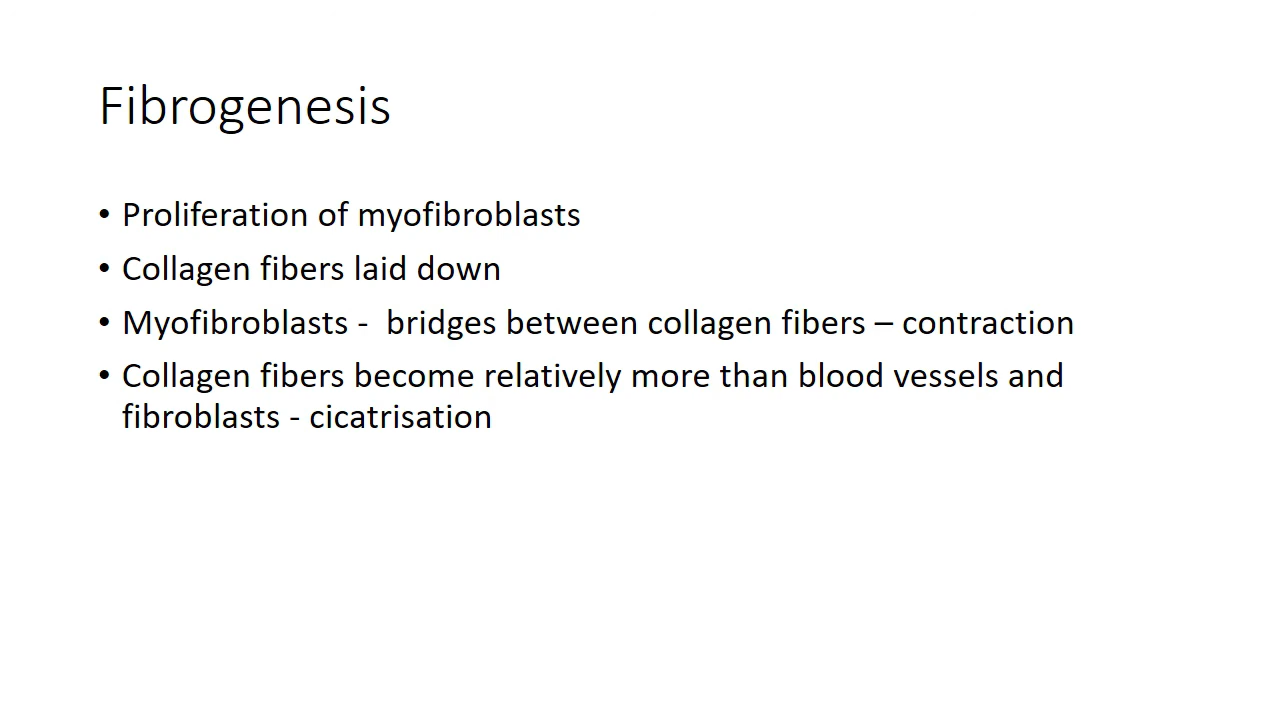 Fibrogenesis
• Proliferation of myofibroblasts
• Collagen fibers laid down
• Myofibroblasts -  bridges between collagen fibers – contraction
• Collagen fibers become relatively more than blood vessels and
fibroblasts - cicatrisation